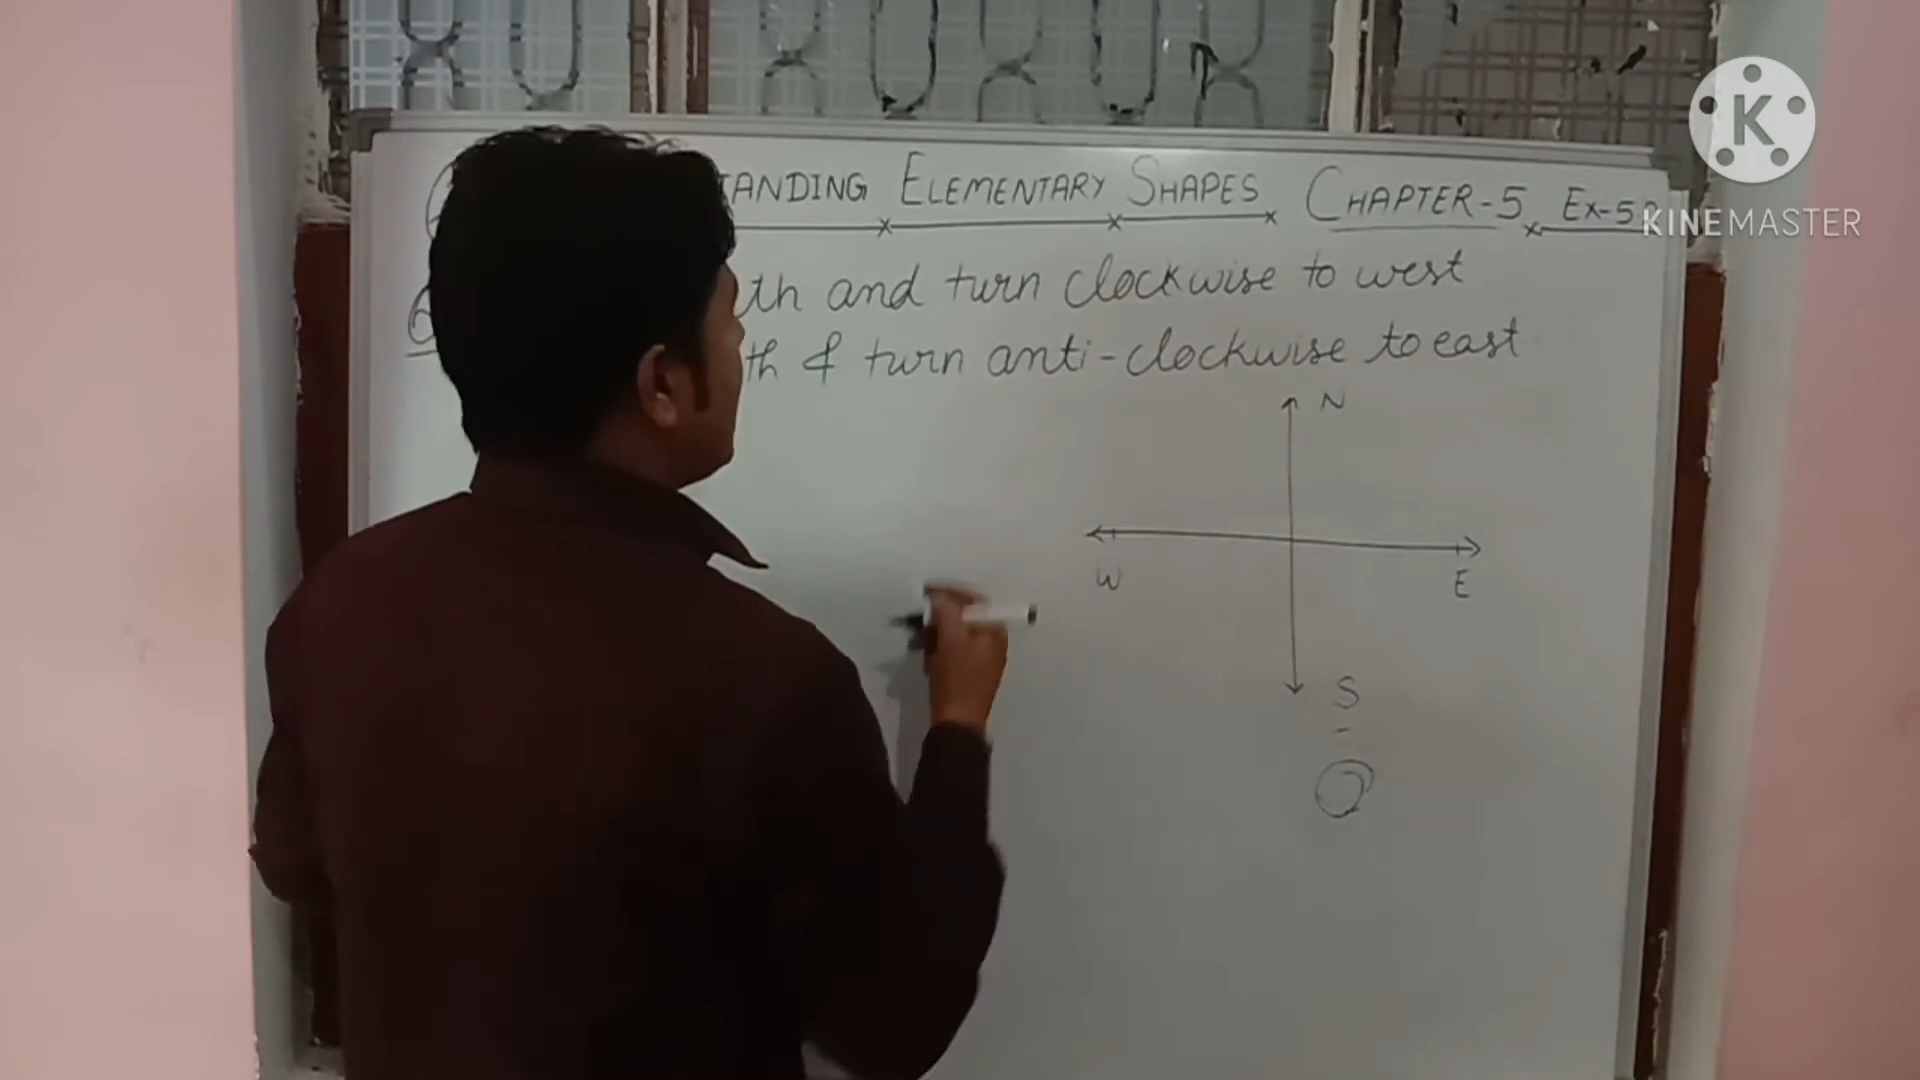 TANDING ELEMENTARY SHAPES CHAPTER-5 EX-5.
th and turn clockwise to west
th & turn anti-clockwise to east
N
W
E
S
K
KINEMASTER